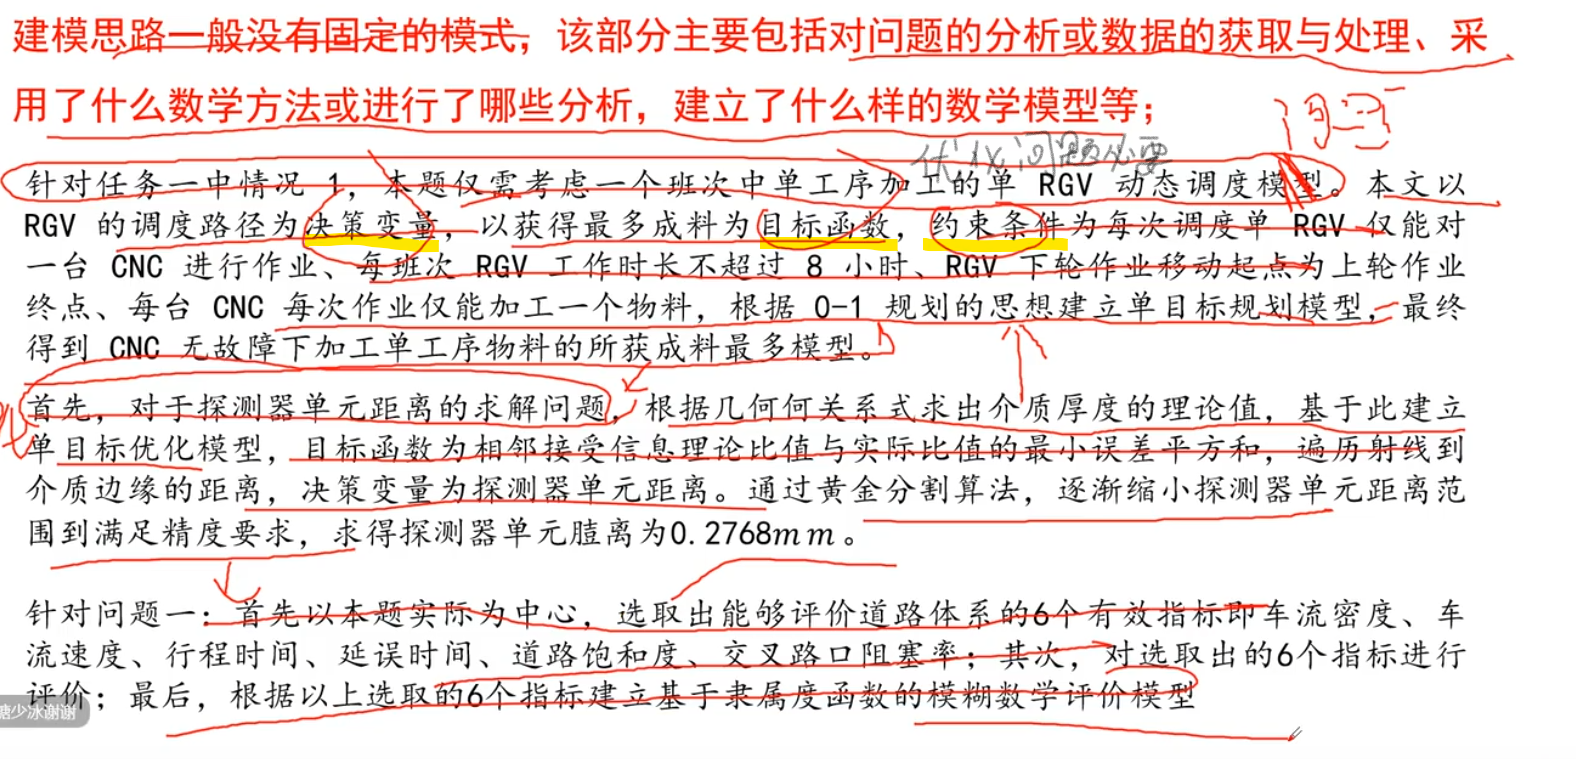 建模思路一般没有固定的模式，该部分主要包括对问题的分析或数据的获取与处理、采
用了什么数学方法或进行了哪些分析，建立了什么样的数学模型等；
优化问题必要
针对任务一中情况 1，本题仅需考虑一个班次中单工序加工的单 RGV 动态调度模型。本文以
RGV 的调度路径为决策变量，以获得最多成料为目标函数，约束条件为每次调度单 RGV 仅能对
一台 CNC 进行作业、每班次 RGV 工作时长不超过 8 小时、RGV 下轮作业移动起点为上轮作业
终点、每台 CNC 每次作业仅能加工一个物料，根据 0-1 规划的思想建立单目标规划模型，最终
得到 CNC 无故障下加工单工序物料的所获成料最多模型。
首先，对于探测器单元距离的求解问题，根据几何何关系式求出介质厚度的理论值，基于此建立
单目标优化模型，目标函数为相邻接受信息理论比值与实际比值的最小误差平方和，遍历射线到
介质边缘的距离，决策变量为探测器单元距离。通过黄金分割算法，逐渐缩小探测器单元距离范
围到满足精度要求，求得探测器单元膻离为0.2768mm。
针对问题一：首先以本题实际为中心，选取出能够评价道路体系的6个有效指标即车流密度、车
流速度、行程时间、延误时间、道路饱和度、交叉路口阻塞率；其次，对选取出的6个指标进行
评价；最后，根据以上选取的6个指标建立基于隶属度函数的模糊数学评价模型
糖少冰谢谢